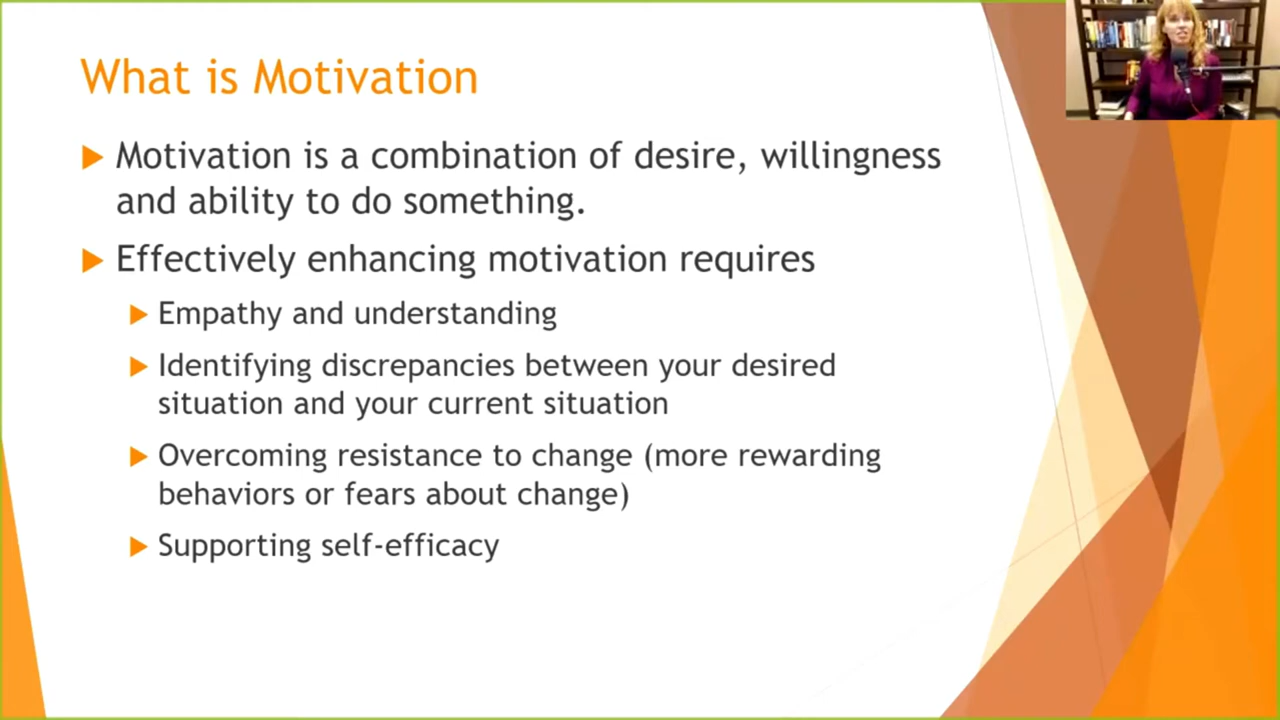 What is Motivation
Motivation is a combination of desire, willingness
and ability to do something.
Effectively enhancing motivation requires
Empathy and understanding
Identifying discrepancies between your desired
situation and your current situation
Overcoming resistance to change (more rewarding
behaviors or fears about change)
Supporting self-efficacy